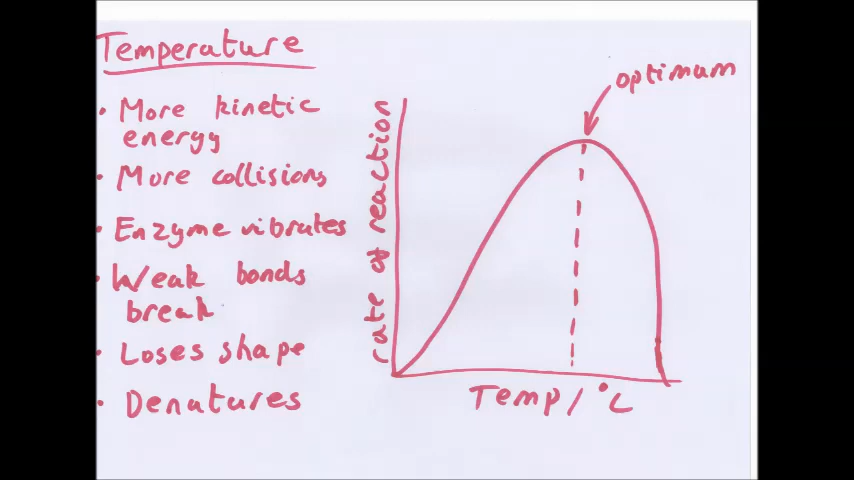 Temperature
• More kinetic
energy
• More collisions
• Enzyme vibrates
• Weak bonds
break
• Loses shape
• Denatures
optimum
rate of reaction
Temp/°C